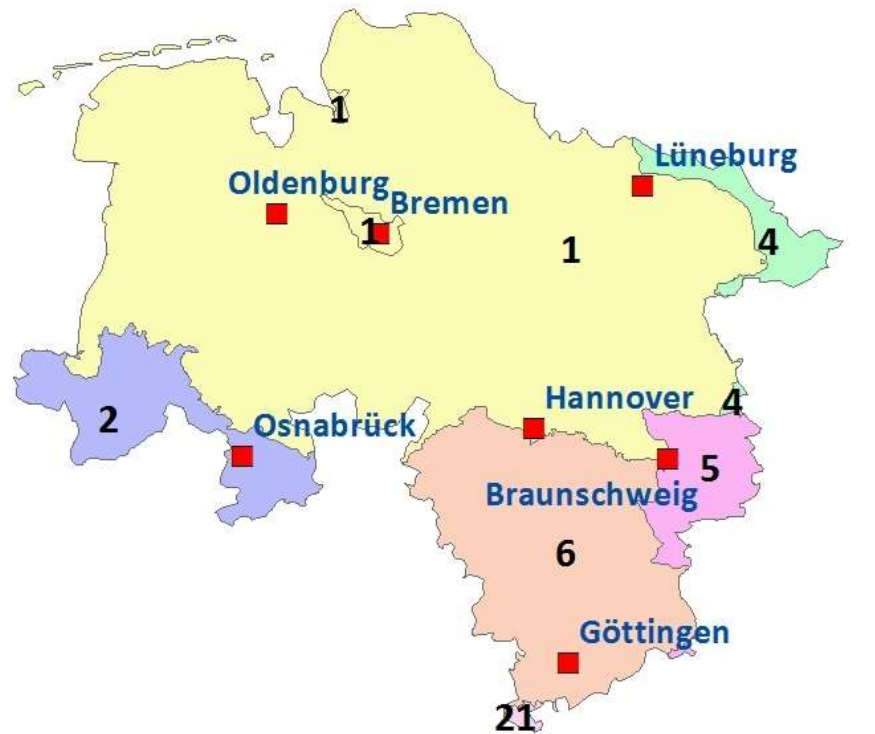 1
Lüneburg
Oldenburg
Bremen
1
1
4
Hannover
4
2
Osnabrück
5
Braunschweig
6
Göttingen
21